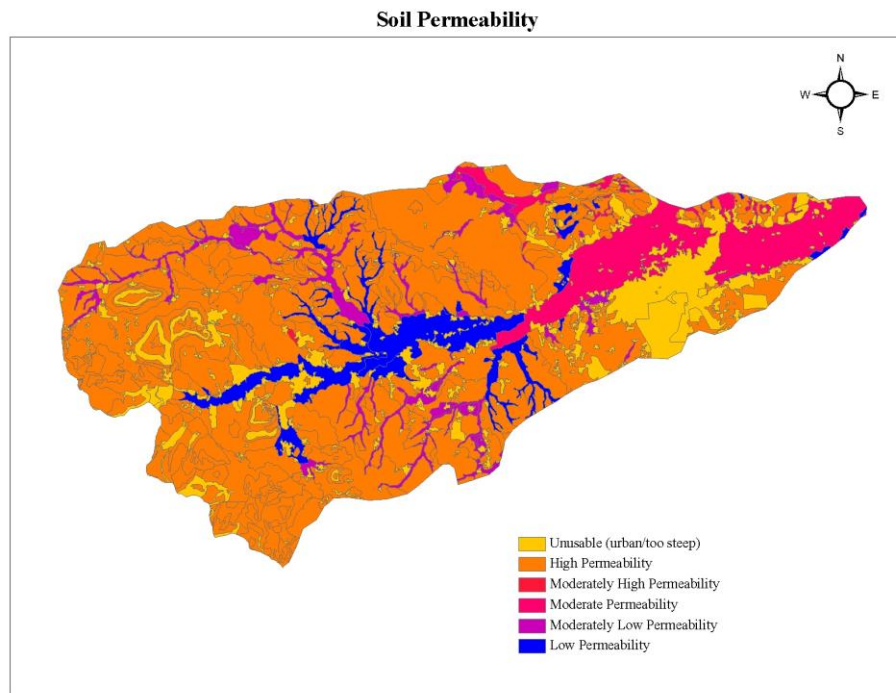 Soil Permeability
N
W E
S
Unusable (urban/too steep)
High Permeability
Moderately High Permeability
Moderate Permeability
Moderately Low Permeability
Low Permeability